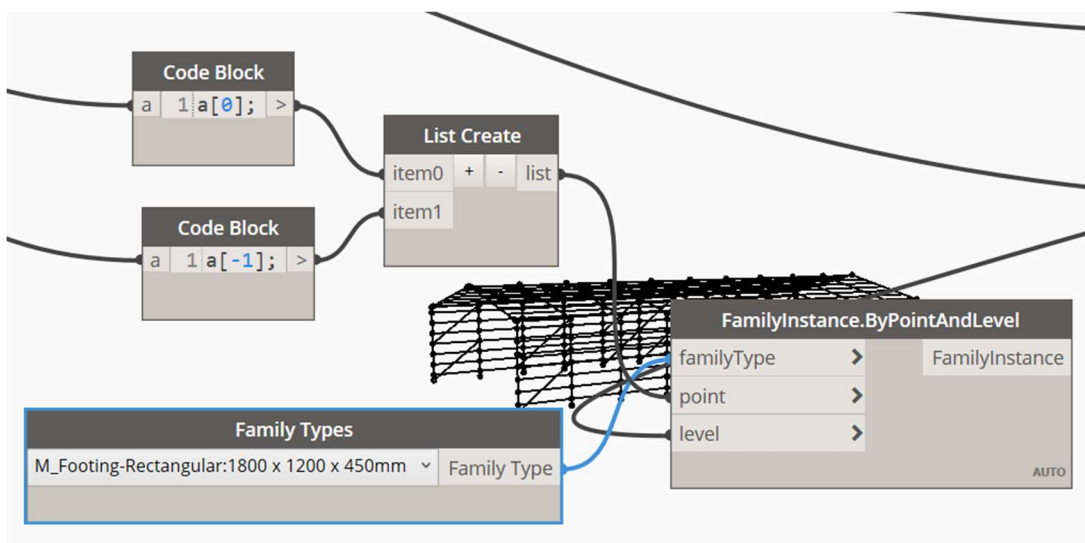 Code Block
a 1 a[0]; >
List Create
item0 + - list
item1
Code Block
a 1 a[-1]; >
FamilyInstance.ByPointAndLevel
familyType > FamilyInstance
point >
level >
AUTO
Family Types
M_Footing-Rectangular:1800 x 1200 x 450mm Family Type